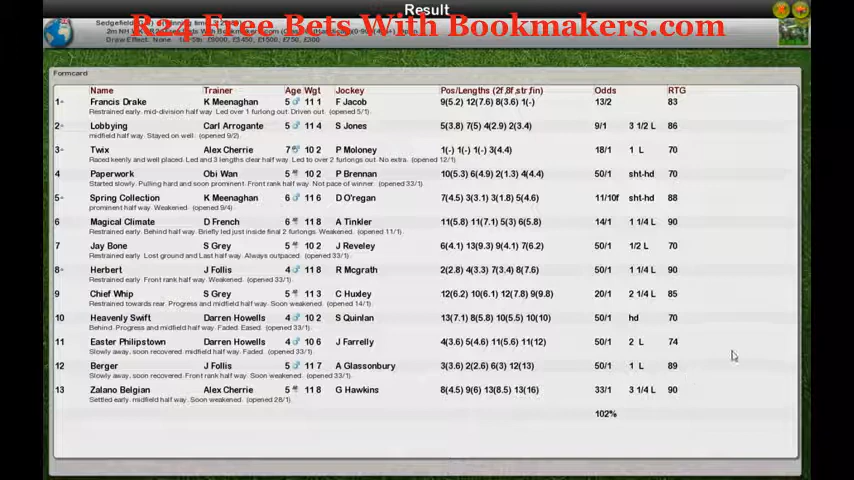 Result
R24 Free Bets With Bookmakers.com
Formcard
Name Trainer Age Wgt Jockey Pos/Lengths (2f,8f,str,fin) Odds RTG
1 Francis Drake K Meenaghan 5 11 1 F Jacob 9(5.2) 12(7.6) 8(3.6) 1(-) 13/2 83
Restrained early. mid-division half way. Led over 1 furlong out. Driven out. (opened 5/1).
2 Lobbying Carl Arrogante 5 11 4 S Jones 5(3.8) 7(5) 4(2.9) 2(3.4) 9/1 3 1/2 L 86
midfield half way. Stayed on well. (opened 9/2).
3 Twix Alex Cherrie 7 10 2 P Moloney 1(-) 1(-) 1(-) 3(4.4) 18/1 1 L 70
Raced keenly and well placed. Led and 3 lengths clear half way. Led to over 2 furlongs out. No extra. (opened 12/1).
4 Paperwork Obi Wan 5 10 2 P Brennan 10(5.3) 6(4.9) 2(1.3) 4(4.4) 50/1 sht-hd 70
Started slowly. Pulling hard and soon prominent. Front rank half way. Not pace of winner. (opened 33/1).
5 Spring Collection K Meenaghan 6 11 6 D O'regan 7(4.5) 3(3.1) 3(1.8) 5(4.6) 11/10f sht-hd 88
prominent half way. Weakened. (opened 9/4).
6 Magical Climate D French 6 11 8 A Tinkler 11(5.8) 11(7.1) 5(3) 6(5.8) 14/1 1 1/4 L 90
Restrained early. Behind half way. Briefly led just inside final 2 furlongs. Weakened. (opened 11/1).
7 Jay Bone S Grey 5 10 2 J Reveley 6(4.1) 13(9.3) 9(4.1) 7(6.2) 50/1 1/2 L 70
Restrained early. Lost ground and Last half way. Always outpaced. (opened 33/1).
8 Herbert J Follis 4 11 8 R Mcgrath 2(2.8) 4(3.3) 7(3.4) 8(7.6) 50/1 1 1/4 L 90
Restrained early. Front rank half way. Weakened. (opened 33/1).
9 Chief Whip S Grey 5 11 3 C Huxley 12(6.2) 10(6.1) 12(7.8) 9(9.8) 20/1 2 1/4 L 85
Restrained towards rear. Progress and midfield half way. Soon weakened. (opened 14/1).
10 Heavenly Swift Darren Howells 4 10 2 S Quinlan 13(7.1) 8(5.8) 10(5.5) 10(10) 50/1 hd 70
Behind. Progress and midfield half way. Faded. Eased. (opened 33/1).
11 Easter Philipstown Darren Howells 4 10 6 J Farrelly 4(3.6) 5(4.6) 11(5.6) 11(12) 50/1 2 L 74
Slowly away, soon recovered. midfield half way. Faded. (opened 33/1).
12 Berger J Follis 5 11 7 A Glassonbury 3(3.6) 2(2.6) 6(3) 12(13) 50/1 1 L 89
Slowly away, soon recovered. Front rank half way. Soon weakened. (opened 33/1).
13 Zalano Belgian Alex Cherrie 5 11 8 G Hawkins 8(4.5) 9(6) 13(8.5) 13(16) 33/1 3 1/4 L 90
Settled early. midfield half way. Soon weakened. (opened 28/1).
102%